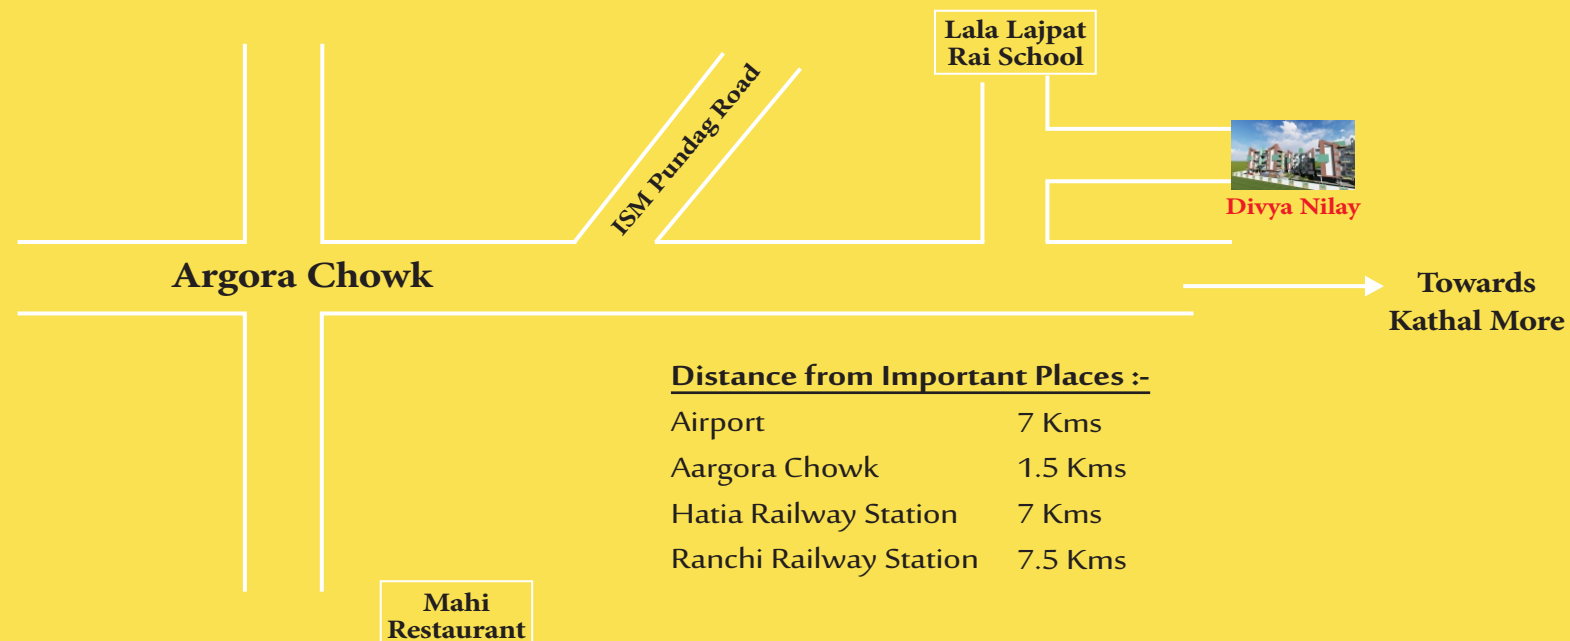 Lala Lajpat
Rai School
ISM Pundag Road
Divya Nilay
Argora Chowk
Towards
Kathal More
Distance from Important Places :-
Airport 7 Kms
Aargora Chowk 1.5 Kms
Hatia Railway Station 7 Kms
Ranchi Railway Station 7.5 Kms
Mahi
Restaurant